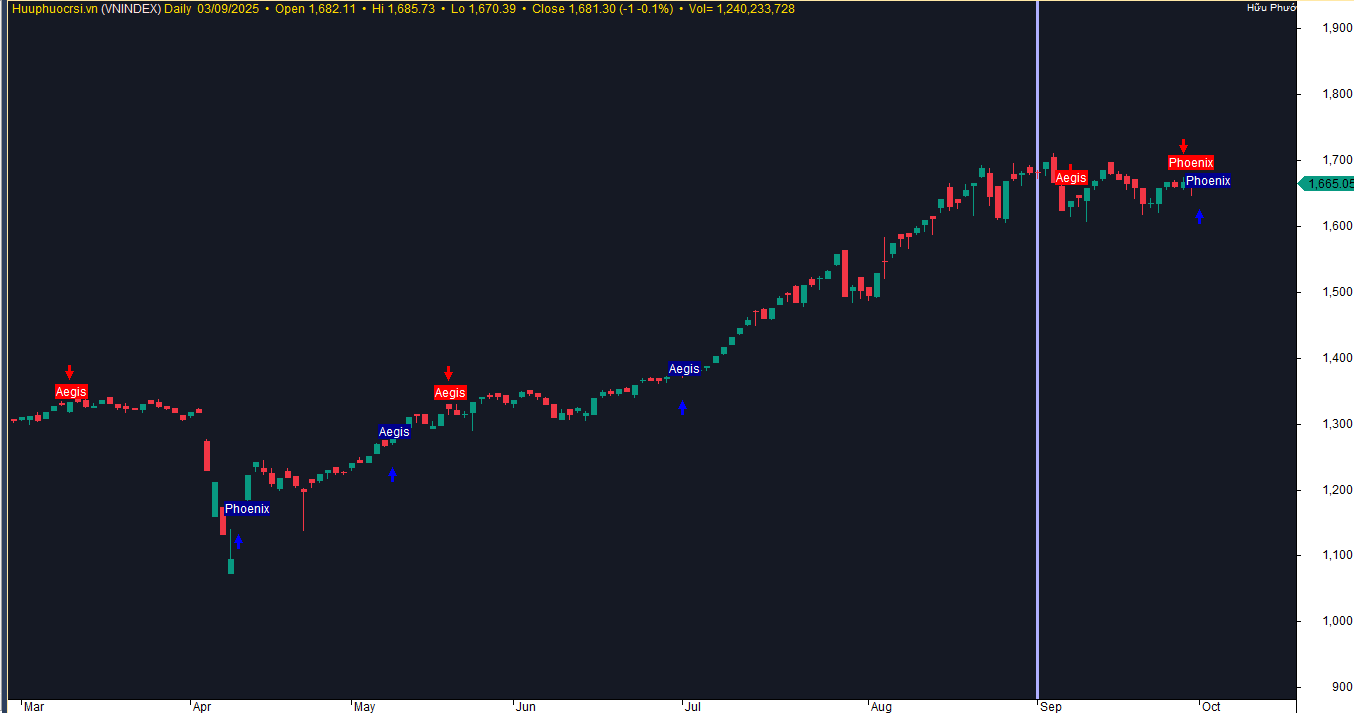 Huuphuocrsi.vn (VNINDEX) Daily 03/09/2025 • Open 1,682.11 • Hi 1,685.73 • Lo 1,670.39 • Close 1,681.30 (-1 -0.1%) • Vol= 1,240,233,728
Hữu Phướ
1,900
1,800
1,700
Phoenix
Aegis
Phoenix
1,665.05
1,600
1,500
1,400
Aegis
Aegis
Aegis
1,300
Aegis
1,200
Phoenix
1,100
1,000
900
Mar Apr May Jun Jul Aug Sep Oct